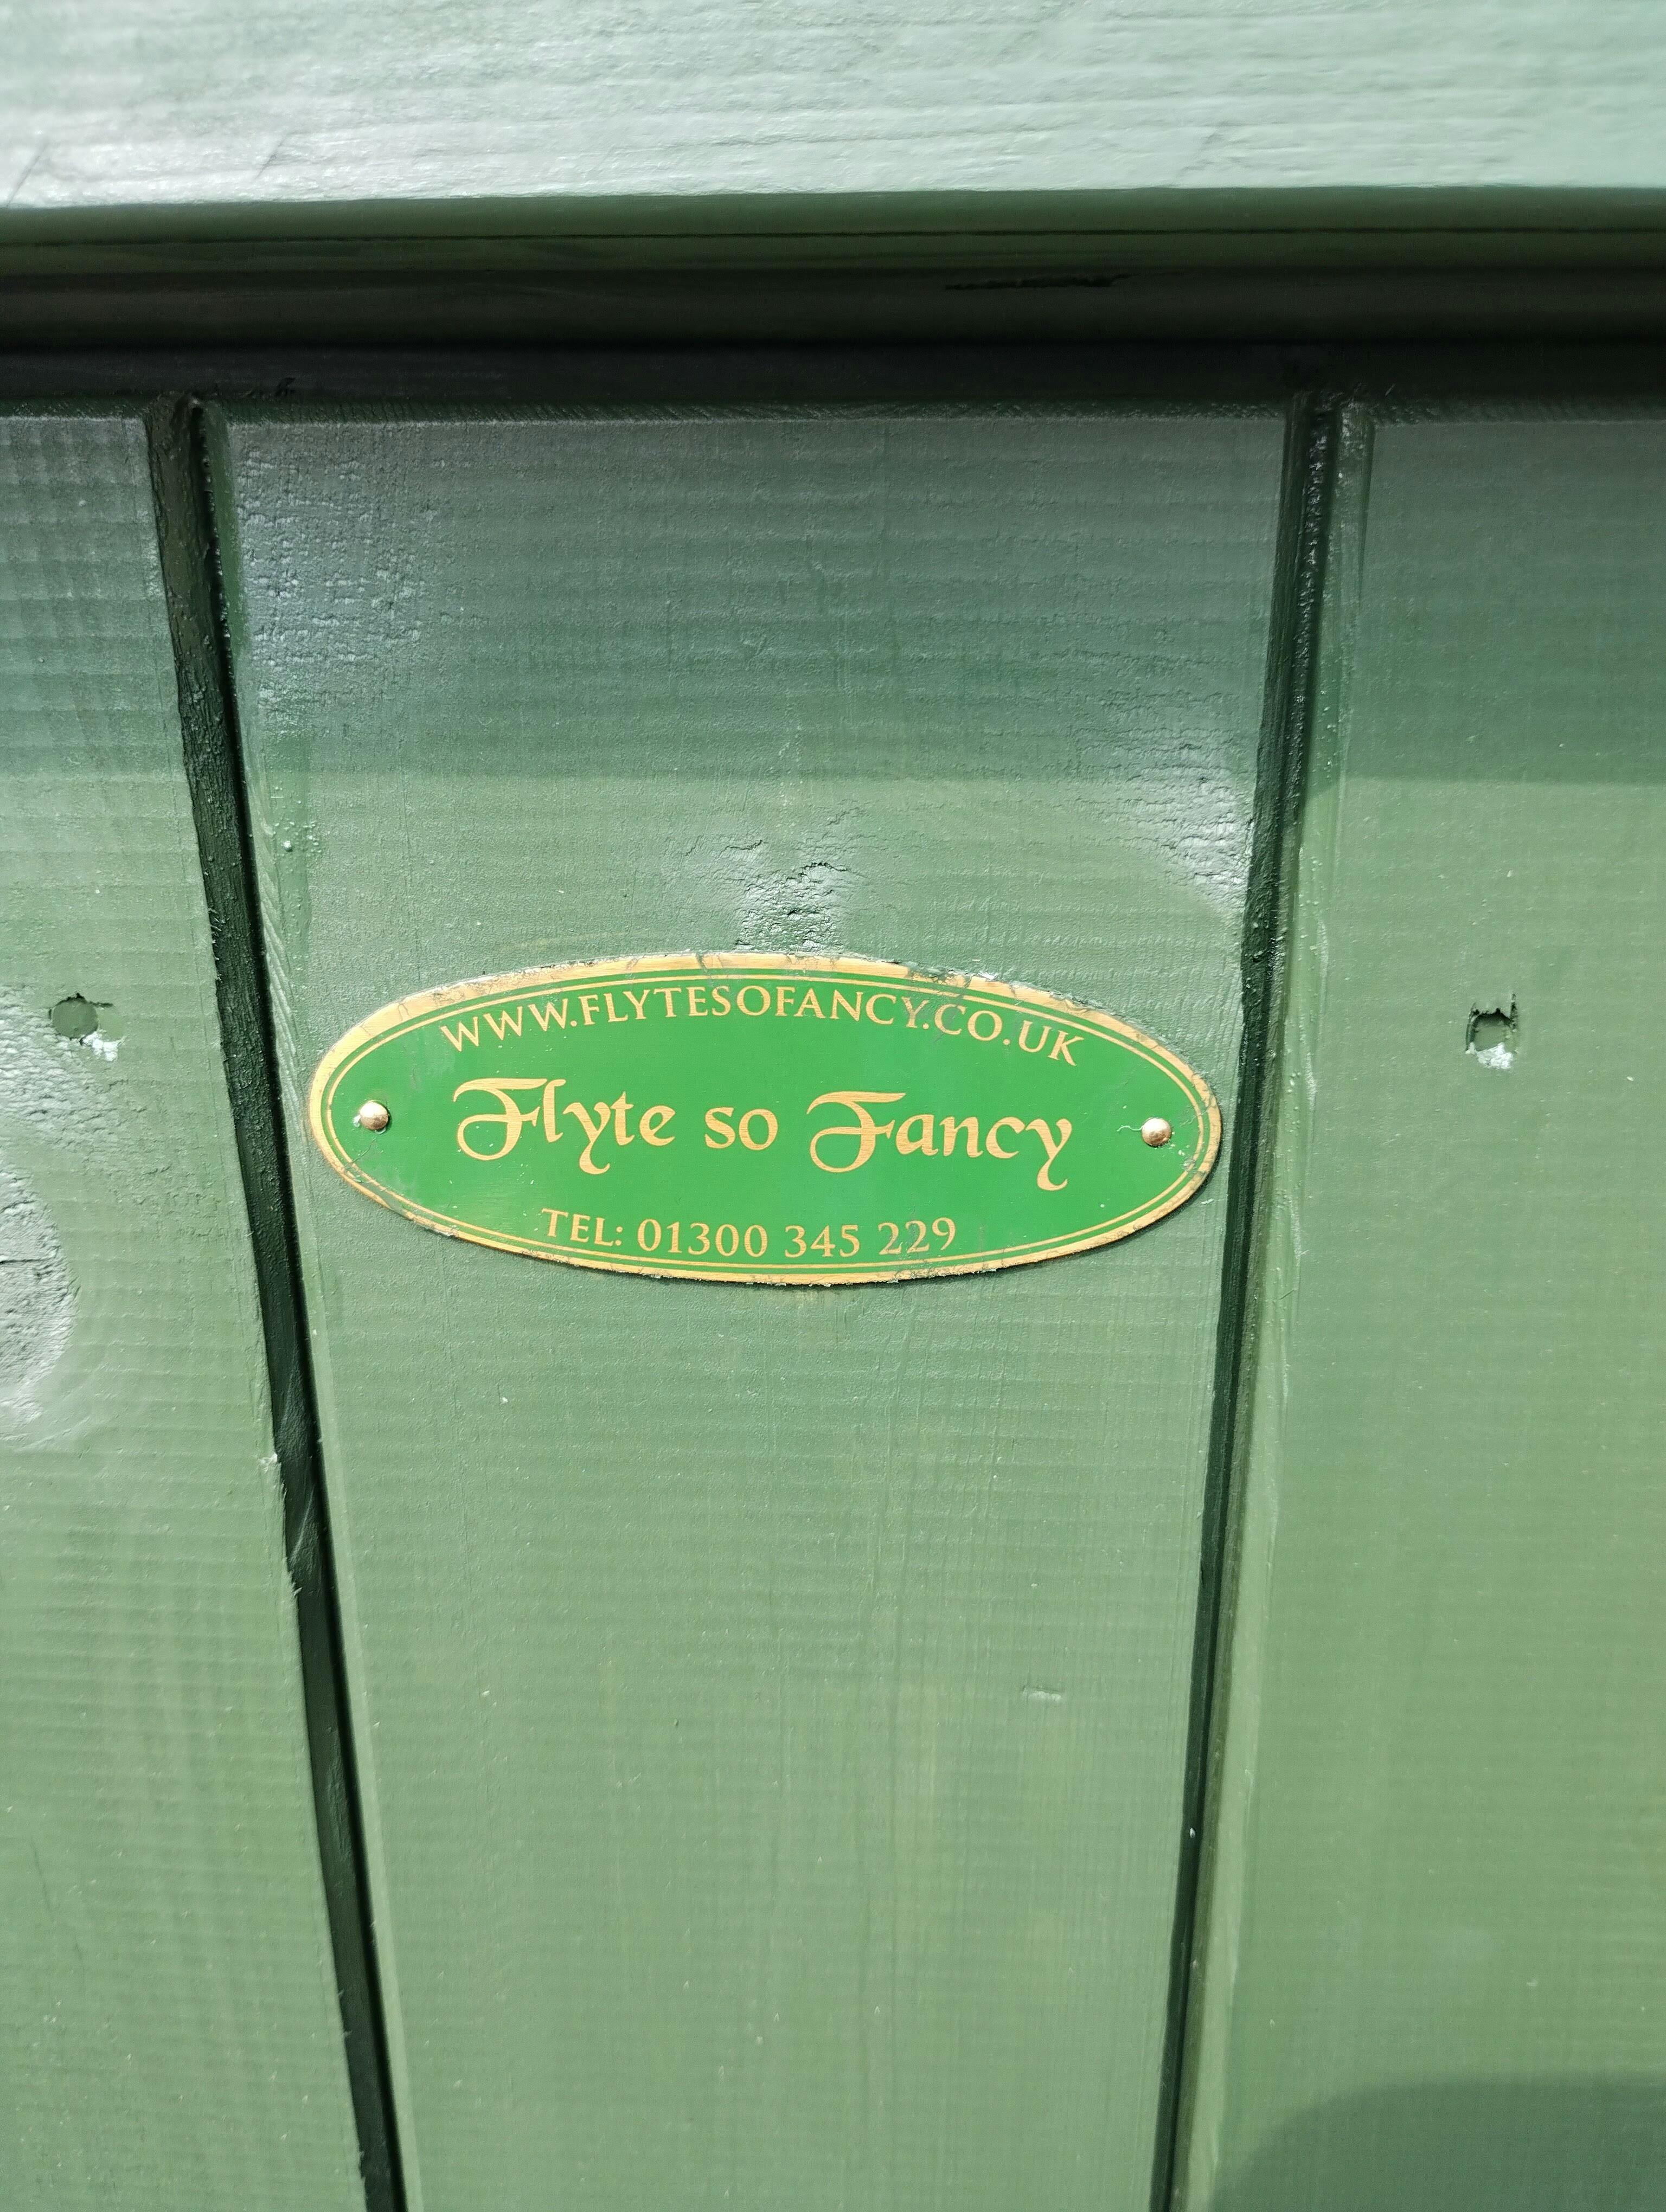 WWW.FLYTESOFANCY.CO.UK
Flyte so Fancy
TEL: 01300 345 229